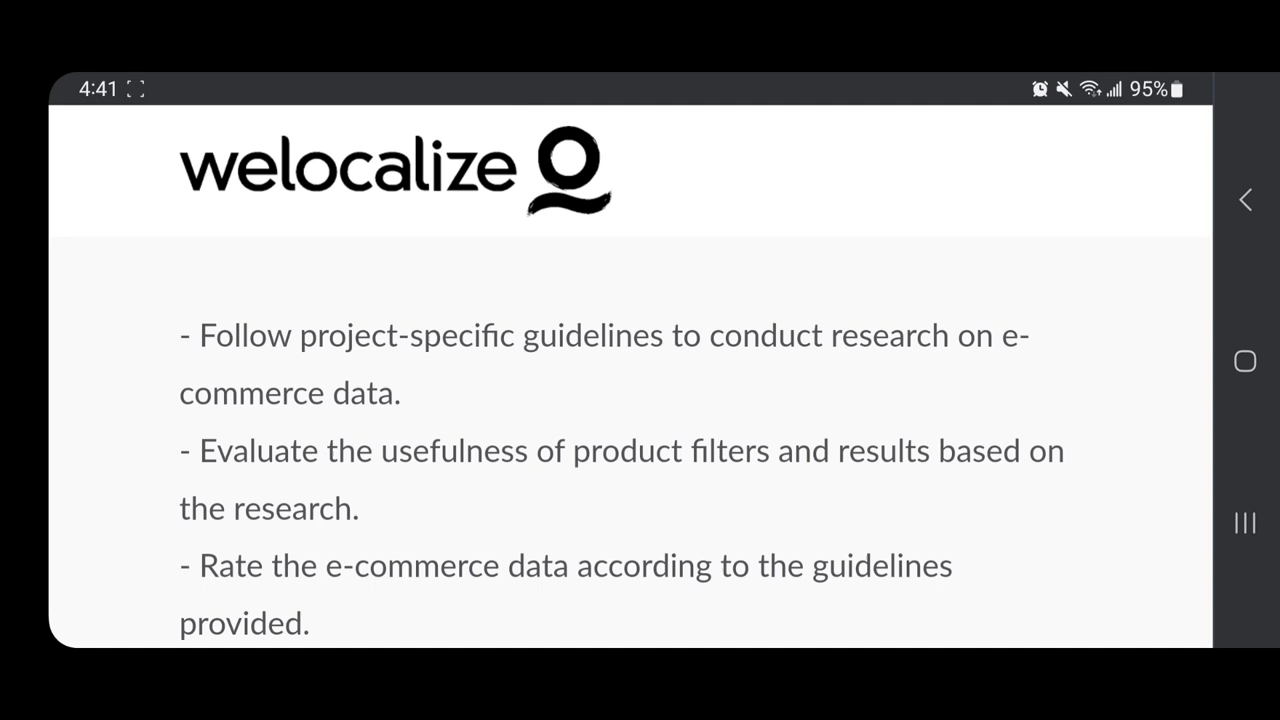 4:41 95%
welocalize
- Follow project-specific guidelines to conduct research on e-
commerce data.
- Evaluate the usefulness of product filters and results based on
the research.
- Rate the e-commerce data according to the guidelines
provided.